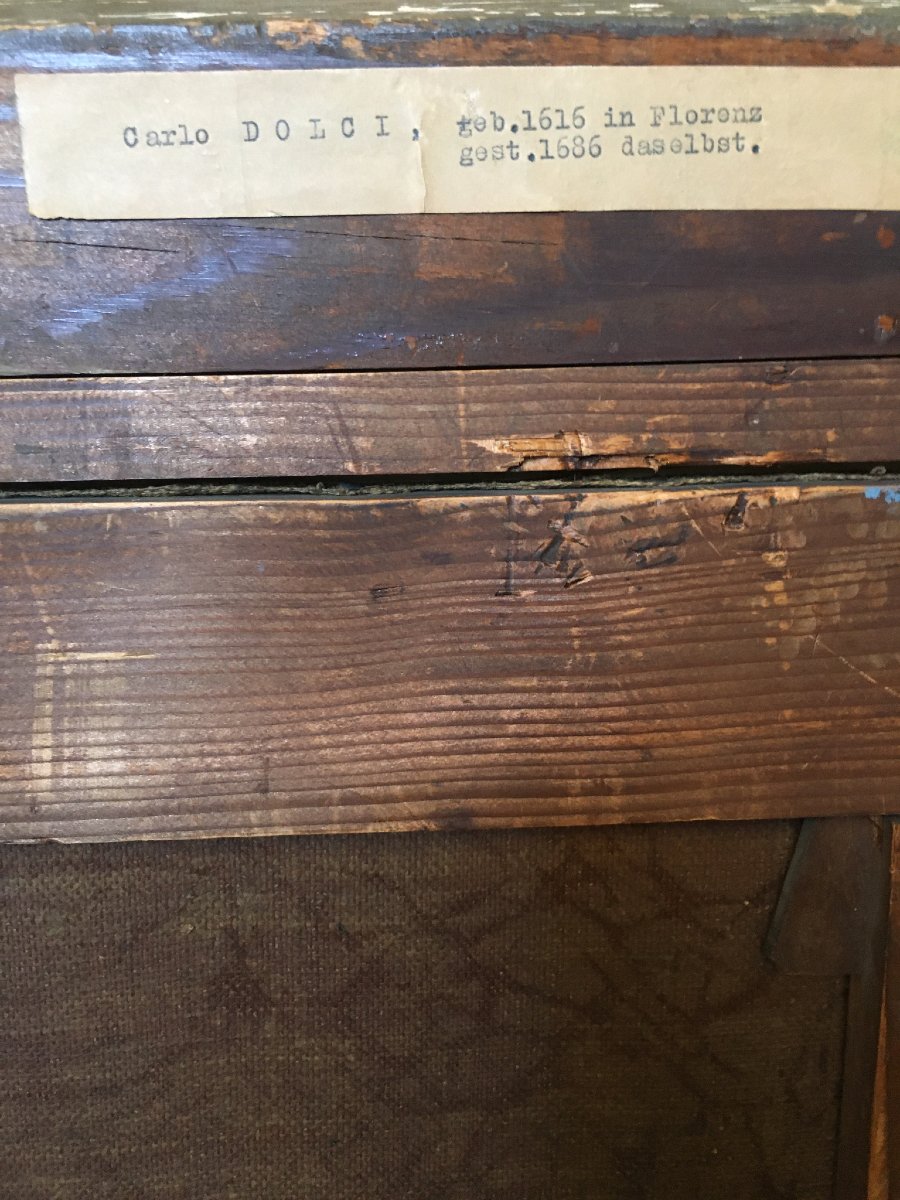 Carlo DOLCI, geb.1616 in Florenz
gest.1686 daselbst.